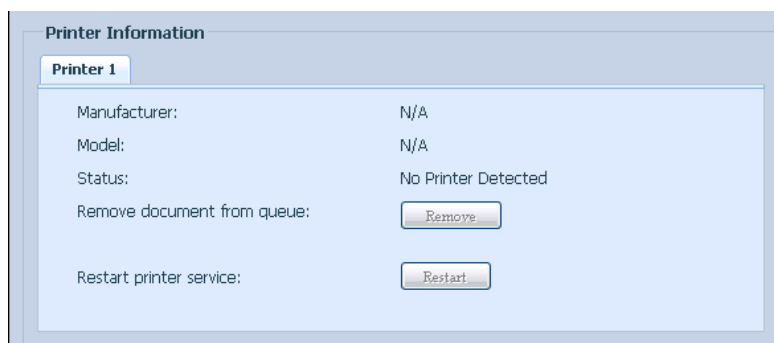 Printer Information
Printer 1
Manufacturer: N/A
Model: N/A
Status: No Printer Detected
Remove document from queue: Remove
Restart printer service: Restart